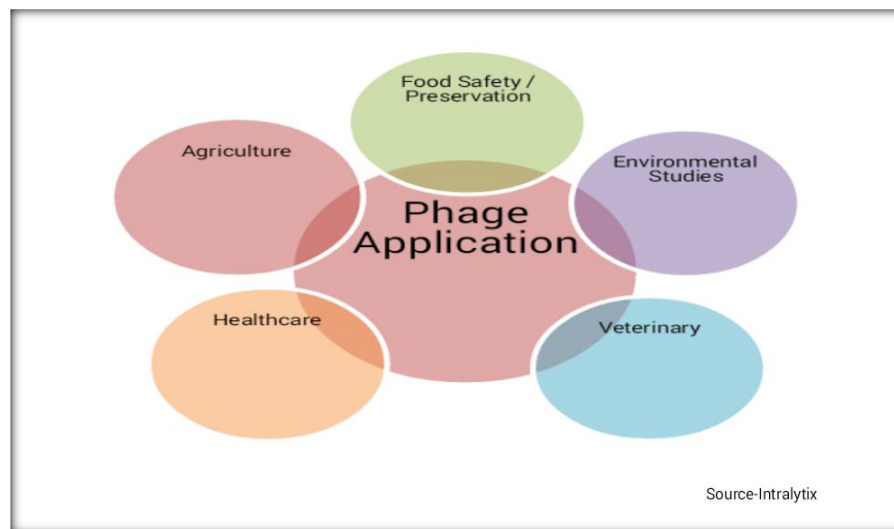 Food Safety /
Preservation
Agriculture
Environmental
Studies
Phage
Application
Healthcare
Veterinary
Source-Intralytix